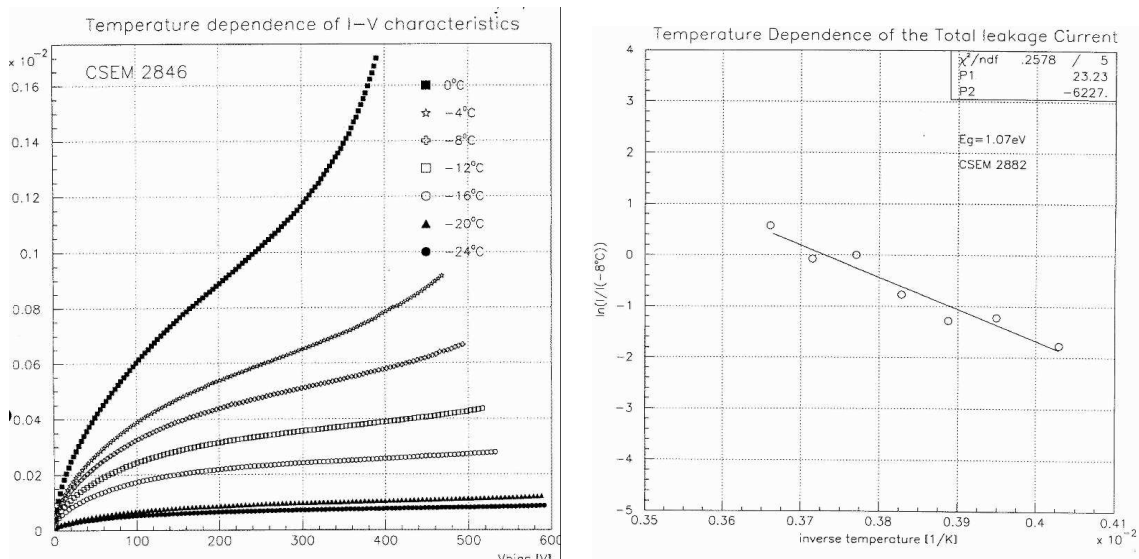 Temperature dependence of I-V characteristics
x 10-2
CSEM 2846
0°C
-4°C
-8°C
-12°C
-16°C
-20°C
-24°C
0.16
0.14
0.12
0.1
0.08
0.06
0.04
0.02
0
0 100 200 300 400 500 600
Temperature Dependence of the Total leakage Current
χ²/ndf .2578 / 5
P1 23.23
P2 -6227.
Eg=1.07eV
CSEM 2882
ln(I/I(-8°C))
4
3
2
1
0
-1
-2
-3
-4
-5
0.35 0.36 0.37 0.38 0.39 0.4 0.41
x 10-2
inverse temperature [1/K]